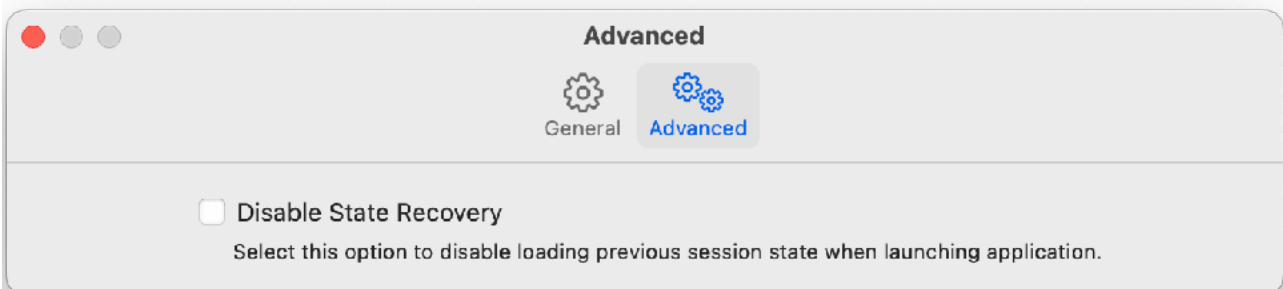 Advanced
General
Advanced
Disable State Recovery
Select this option to disable loading previous session state when launching application.